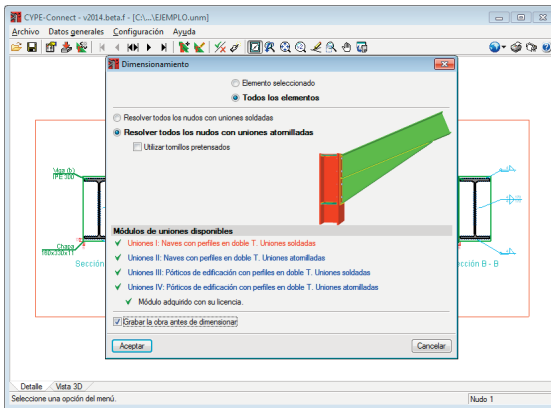 CYPE-Connect - v2014.beta.f - [C:\...\EJEMPLO.unm]
Archivo Datos generales Configuración Ayuda
Dimensionamiento
Elemento seleccionado
Todos los elementos
Resolver todos los nudos con uniones soldadas
Resolver todos los nudos con uniones atornilladas
Utilizar tornillos pretensados
Viga (b)
IPE 300
Chapa
160x330x11
Sección
cción B - B
Módulos de uniones disponibles
Uniones I: Naves con perfiles en doble T. Uniones soldadas
Uniones II: Naves con perfiles en doble T. Uniones atornilladas
Uniones III: Pórticos de edificación con perfiles en doble T. Uniones soldadas
Uniones IV: Pórticos de edificación con perfiles en doble T. Uniones atornilladas
Módulo adquirido con su licencia.
Grabar la obra antes de dimensionar
Aceptar
Cancelar
Detalle Vista 3D
Seleccione una opción del menú.
Nudo 1